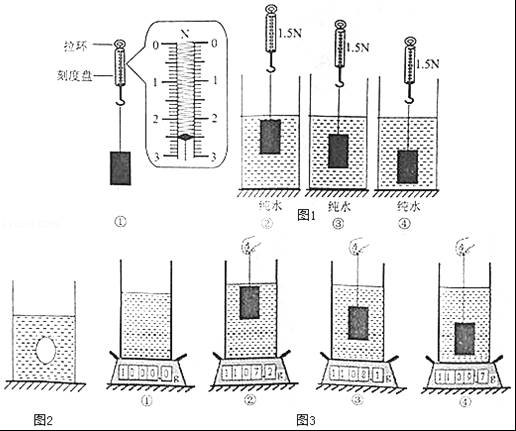 拉环
刻度盘
N
0 0
1 1
2 2
3 3
①
1.5N
1.5N
1.5N
纯水
纯水
纯水
② ③ ④
图1
图2
g
g
g
g
① ② ③ ④
图3